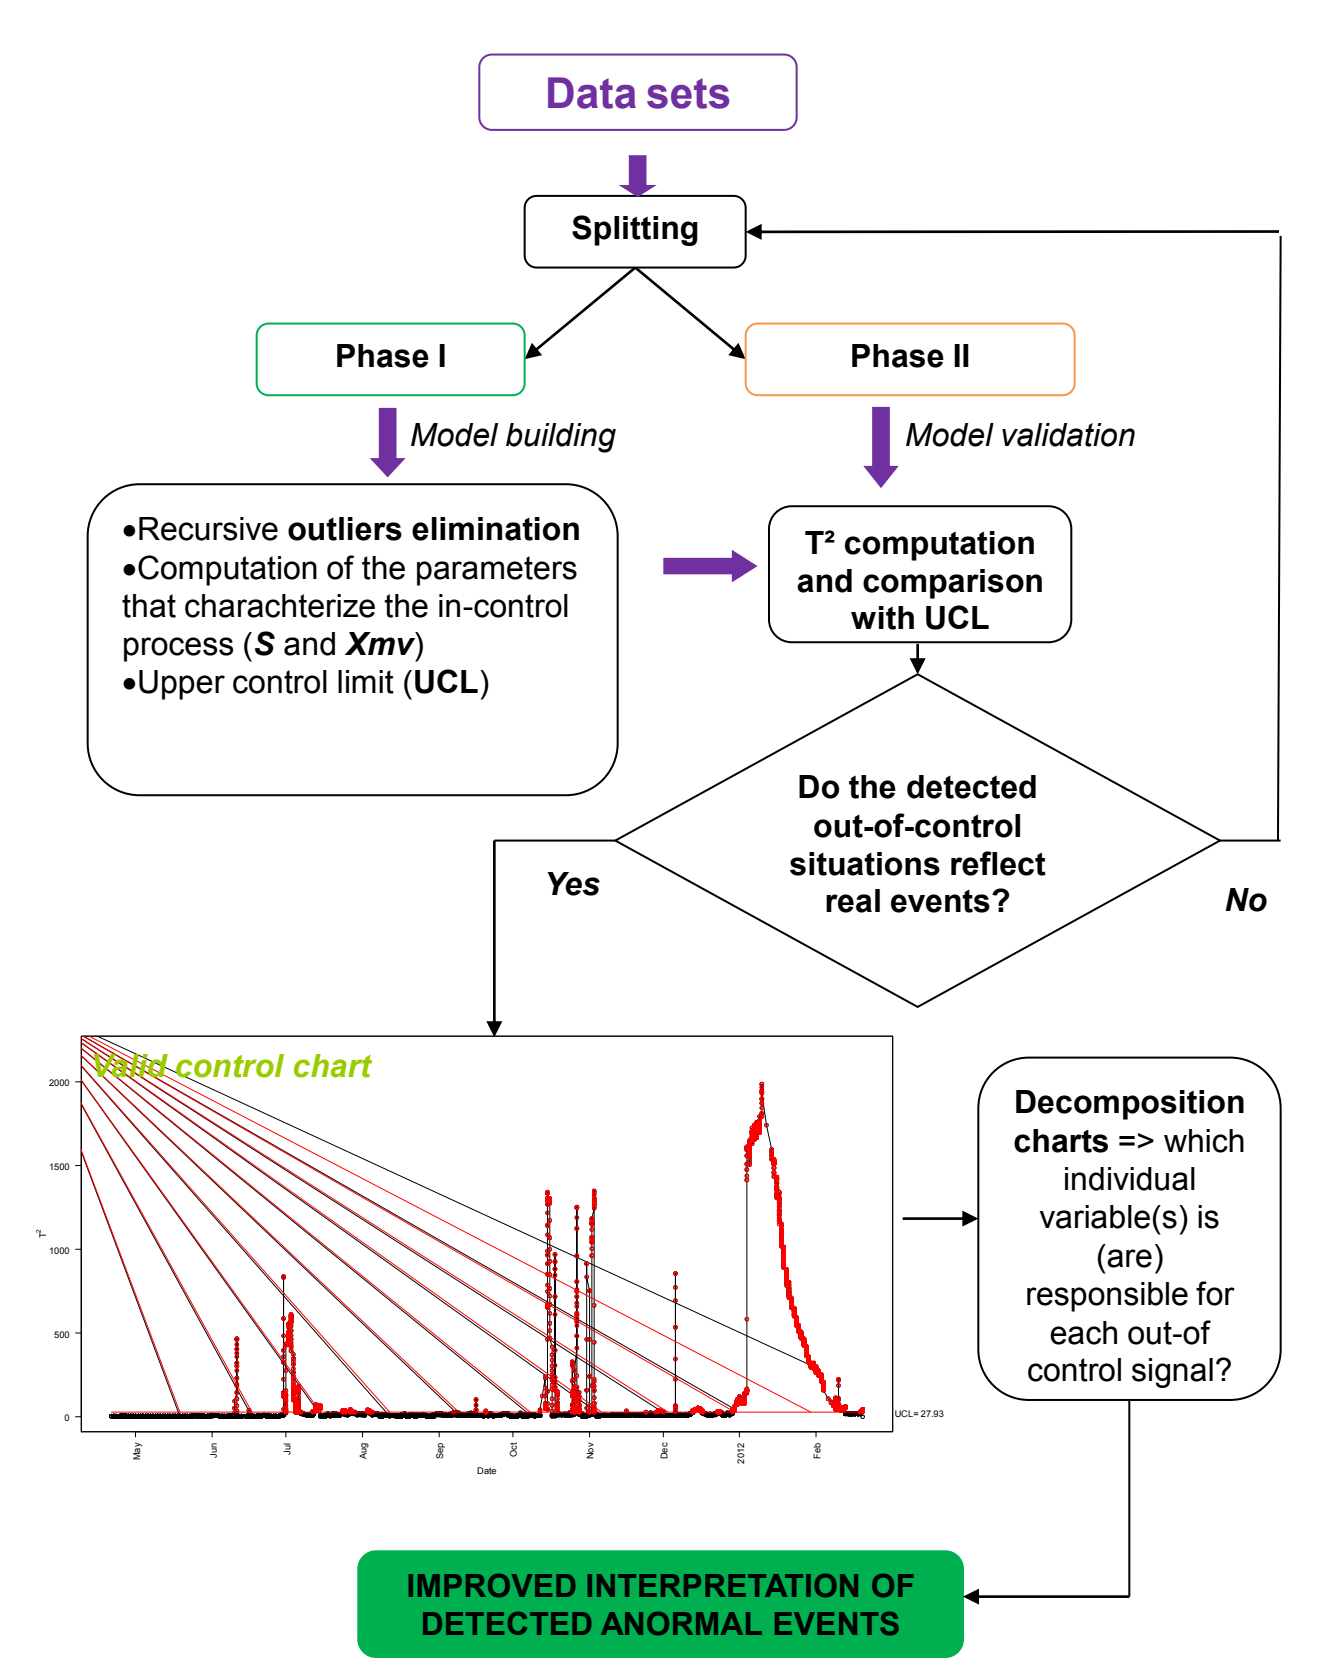 Data sets
Splitting
Phase I
Phase II
Model building
Model validation
•Recursive outliers elimination
•Computation of the parameters
that charachterize the in-control
process (S and Xmv)
•Upper control limit (UCL)
T² computation
and comparison
with UCL
Do the detected
out-of-control
situations reflect
real events?
Yes
No
Valid control chart
2000
1500
1000
500
0
T²
May
Jun
Jul
Aug
Sep
Oct
Nov
Dec
2012
Feb
Date
UCL= 27.93
Decomposition
charts => which
individual
variable(s) is
(are)
responsible for
each out-of
control signal?
IMPROVED INTERPRETATION OF
DETECTED ANORMAL EVENTS